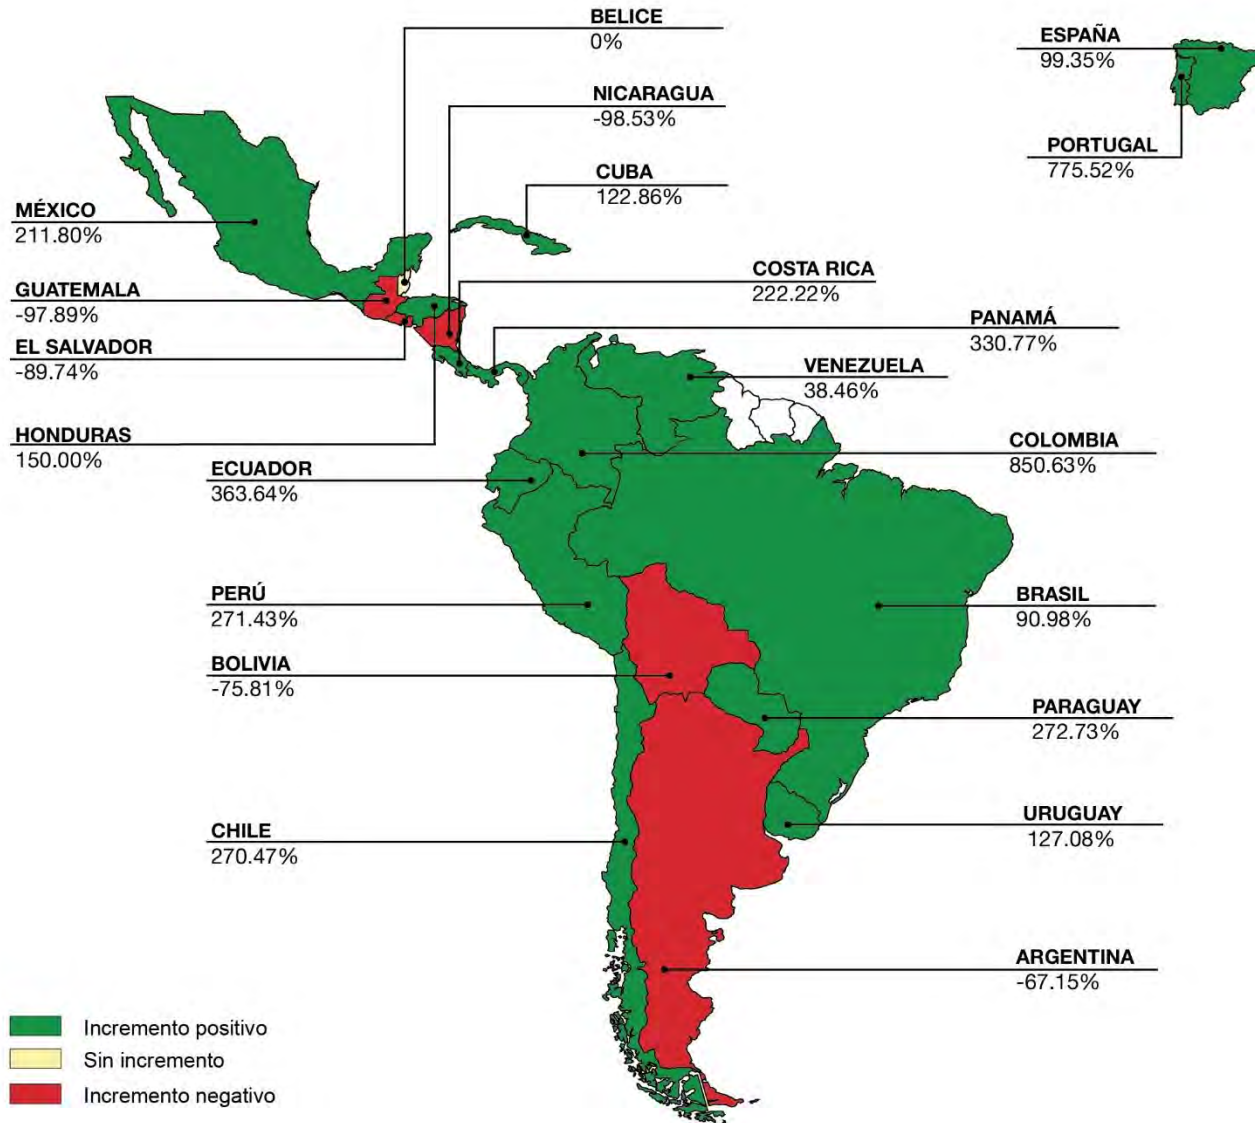 BELICE
0%
ESPAÑA
99.35%
NICARAGUA
-98.53%
PORTUGAL
775.52%
CUBA
122.86%
MÉXICO
211.80%
COSTA RICA
222.22%
GUATEMALA
-97.89%
PANAMÁ
330.77%
EL SALVADOR
-89.74%
VENEZUELA
38.46%
HONDURAS
150.00%
COLOMBIA
850.63%
ECUADOR
363.64%
PERÚ
271.43%
BRASIL
90.98%
BOLIVIA
-75.81%
PARAGUAY
272.73%
URUGUAY
127.08%
CHILE
270.47%
ARGENTINA
-67.15%
Incremento positivo
Sin incremento
Incremento negativo